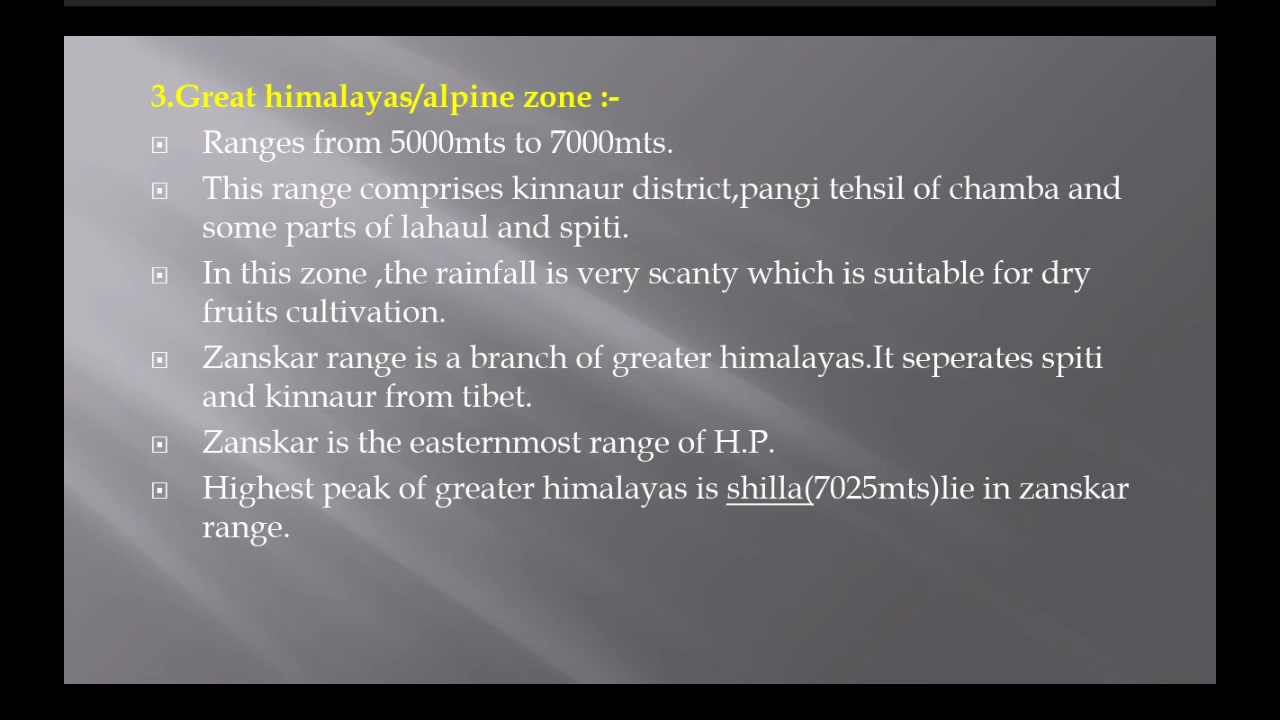 3.Great himalayas/alpine zone :-
Ranges from 5000mts to 7000mts.
This range comprises kinnaur district,pangi tehsil of chamba and
some parts of lahaul and spiti.
In this zone ,the rainfall is very scanty which is suitable for dry
fruits cultivation.
Zanskar range is a branch of greater himalayas.It seperates spiti
and kinnaur from tibet.
Zanskar is the easternmost range of H.P.
Highest peak of greater himalayas is shilla(7025mts)lie in zanskar
range.